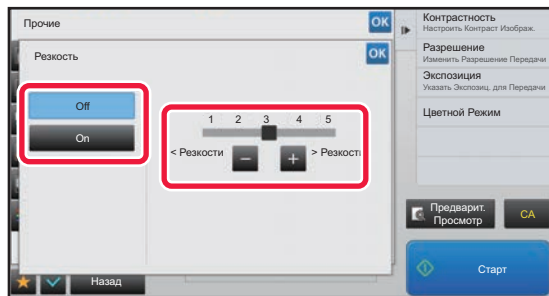 Прочие
OK
Резкость
OK
Off
On
1 2 3 4 5
< Резкости
−
+
> Резкости
Назад
Контрастность
Настроить Контраст Изображ.
Разрешение
Изменить Разрешение Передачи
Экспозиция
Указать Экспозиц. для Передачи
Цветной Режим
Предварит.
Просмотр
CA
Старт